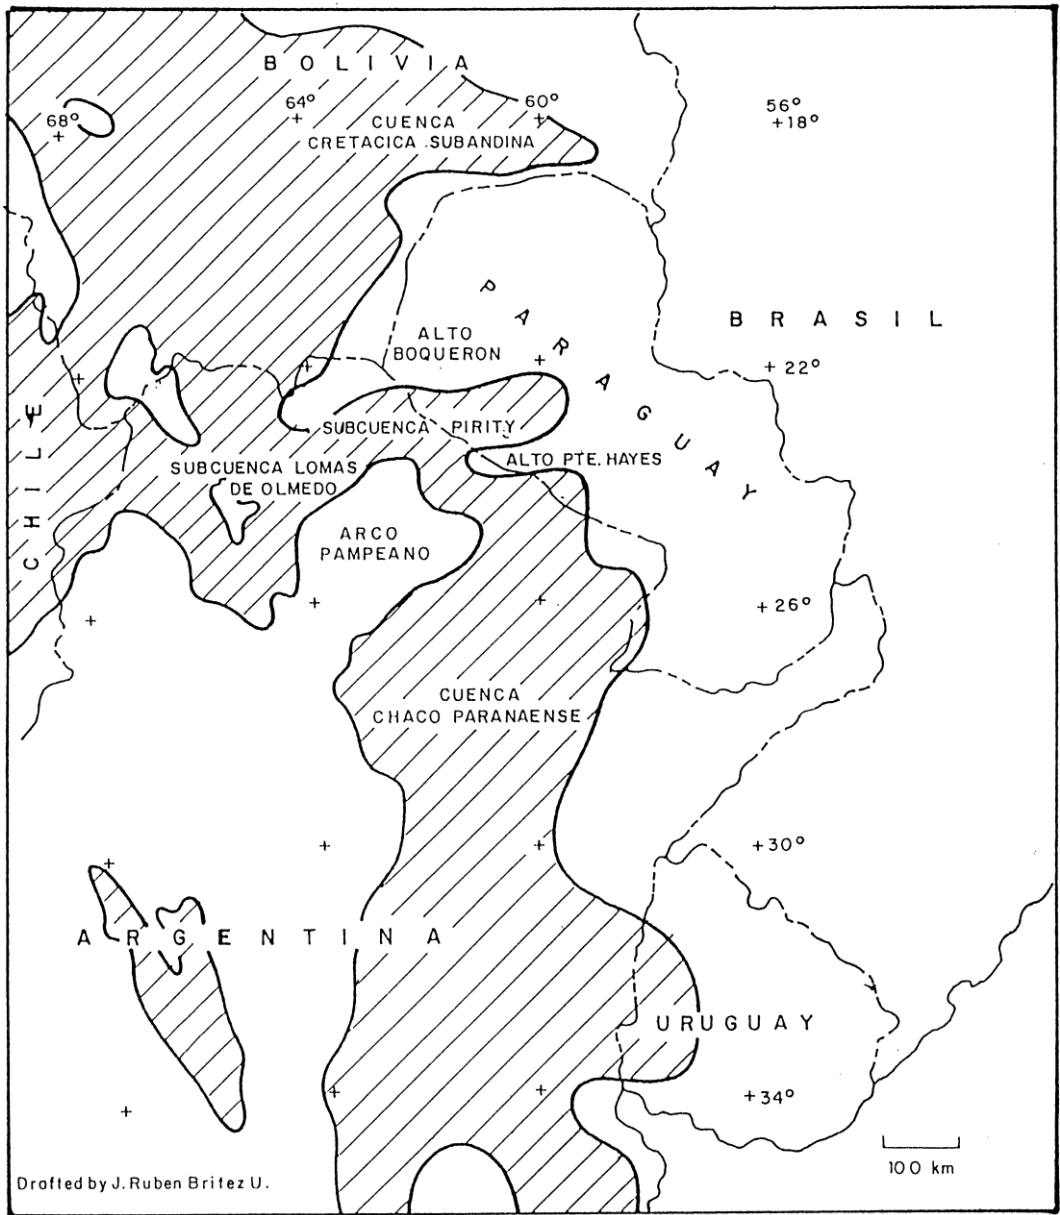 BOLIVIA
68°
64°
60°
56°
+18°
CUENCA
CRETACICA SUBANDINA
PARAGUAY
BRASIL
ALTO
BOQUERON
+22°
CHILE
SUBCUENCA PIRITY
SUBCUENCA LOMAS
DE OLMEDO
ALTO PTE. HAYES
ARCO
PAMPEANO
+26°
CUENCA
CHACO PARANAENSE
+30°
ARGENTINA
URUGUAY
+34°
100 km
Drafted by J. Ruben Britez U.